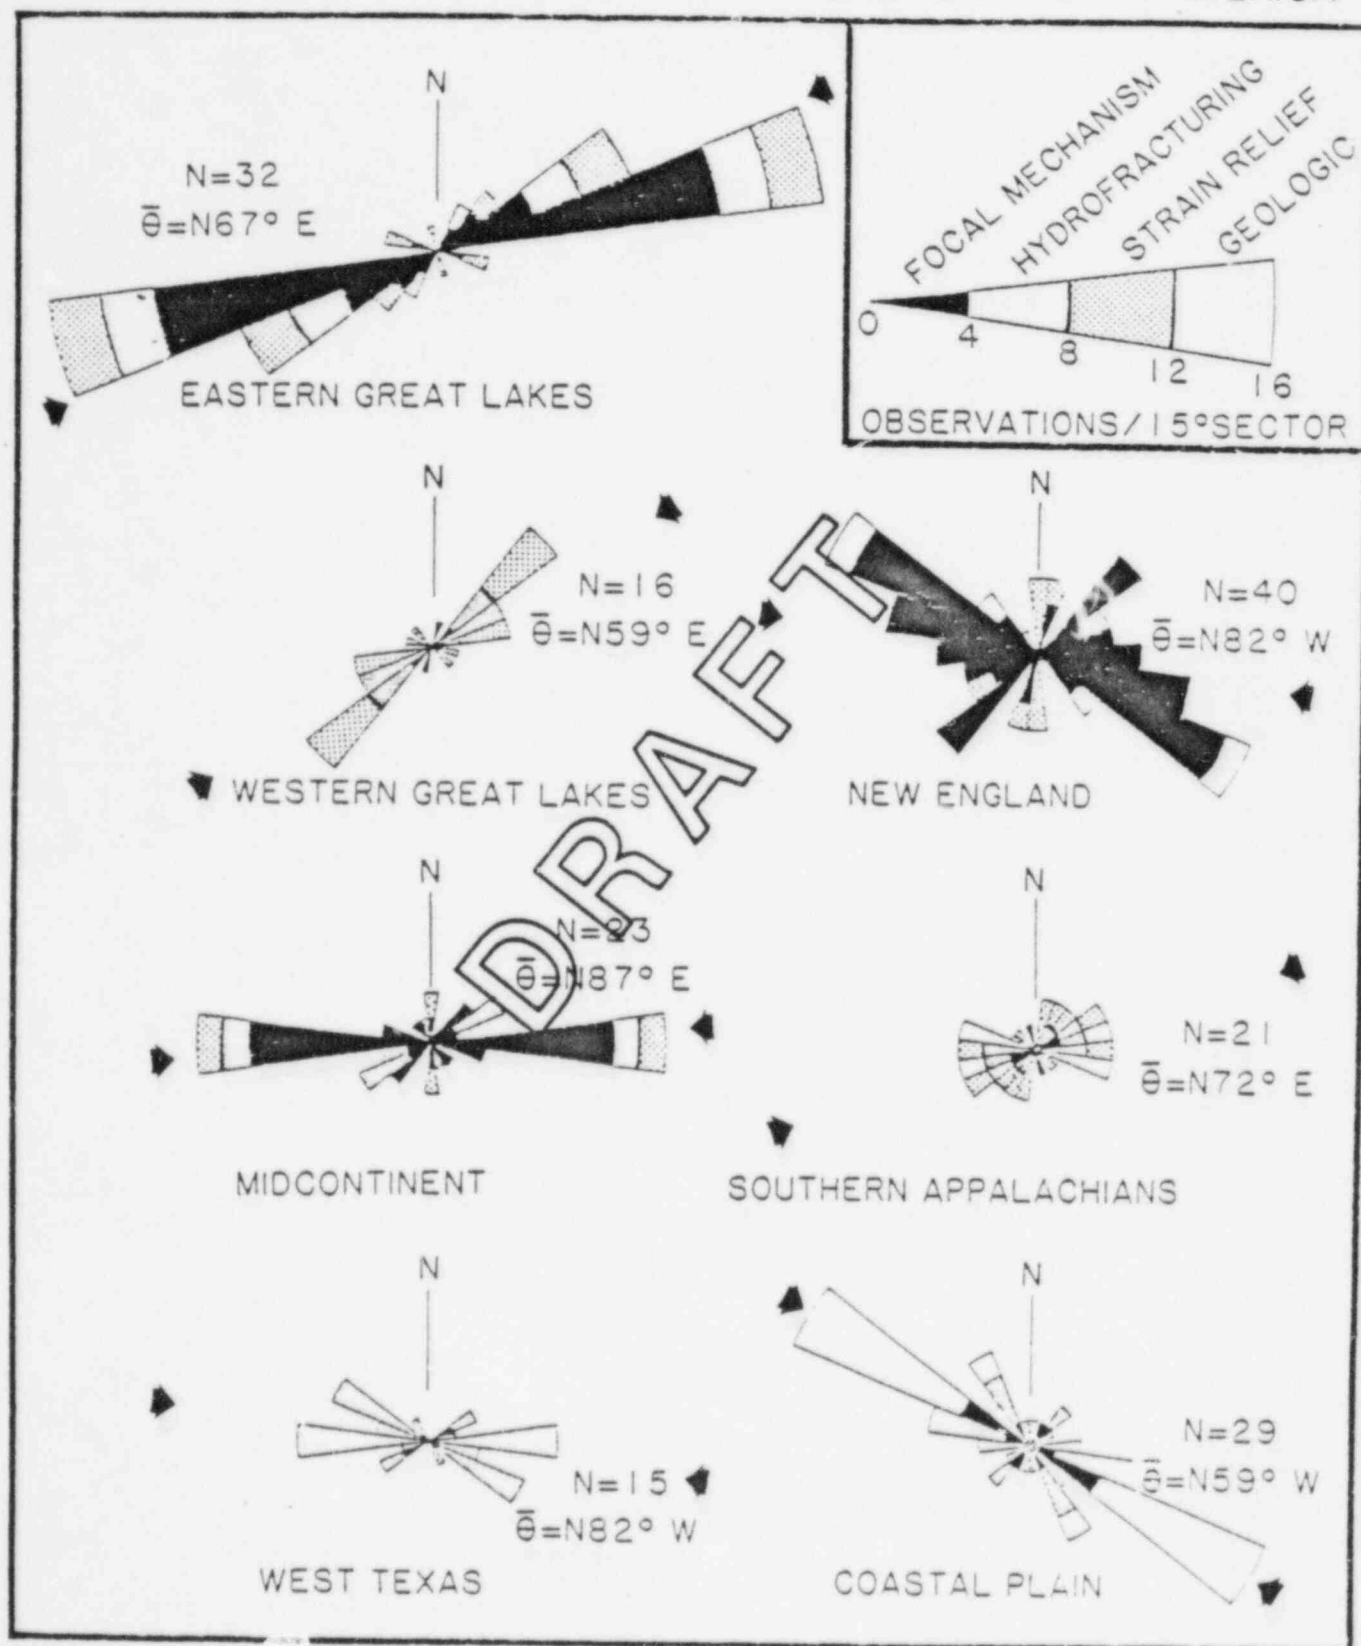 N
N=32
θ̄=N67° E
EASTERN GREAT LAKES
FOCAL MECHANISM
HYDROFRACTURING
STRAIN RELIEF
GEOLOGIC
0
4
8
12
16
OBSERVATIONS/15°SECTOR
N
N=16
θ̄=N59° E
WESTERN GREAT LAKES
N
N=40
θ̄=N82° W
NEW ENGLAND
DRAFT
N
N=23
θ̄=N87° E
MIDCONTINENT
N
N=21
θ̄=N72° E
SOUTHERN APPALACHIANS
N
N=15
θ̄=N82° W
WEST TEXAS
N
N=29
θ̄=N59° W
COASTAL PLAIN